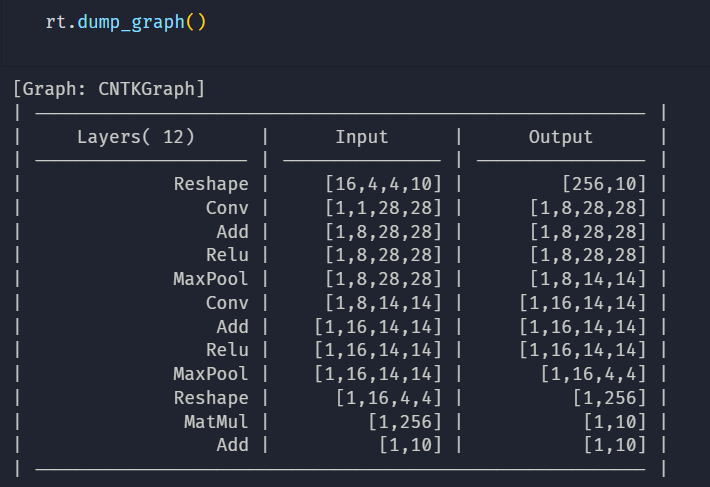 rt.dump_graph()
[Graph: CNTKGraph]
| ───────────────────────────────────────────────────────── |
| Layers( 12) | Input | Output |
| ──────────────────── | ─────────────── | ──────────────── |
| Reshape | [16,4,4,10] | [256,10] |
| Conv | [1,1,28,28] | [1,8,28,28] |
| Add | [1,8,28,28] | [1,8,28,28] |
| Relu | [1,8,28,28] | [1,8,28,28] |
| MaxPool | [1,8,28,28] | [1,8,14,14] |
| Conv | [1,8,14,14] | [1,16,14,14] |
| Add | [1,16,14,14] | [1,16,14,14] |
| Relu | [1,16,14,14] | [1,16,14,14] |
| MaxPool | [1,16,14,14] | [1,16,4,4] |
| Reshape | [1,16,4,4] | [1,256] |
| MatMul | [1,256] | [1,10] |
| Add | [1,10] | [1,10] |
| ───────────────────────────────────────────────────────── |